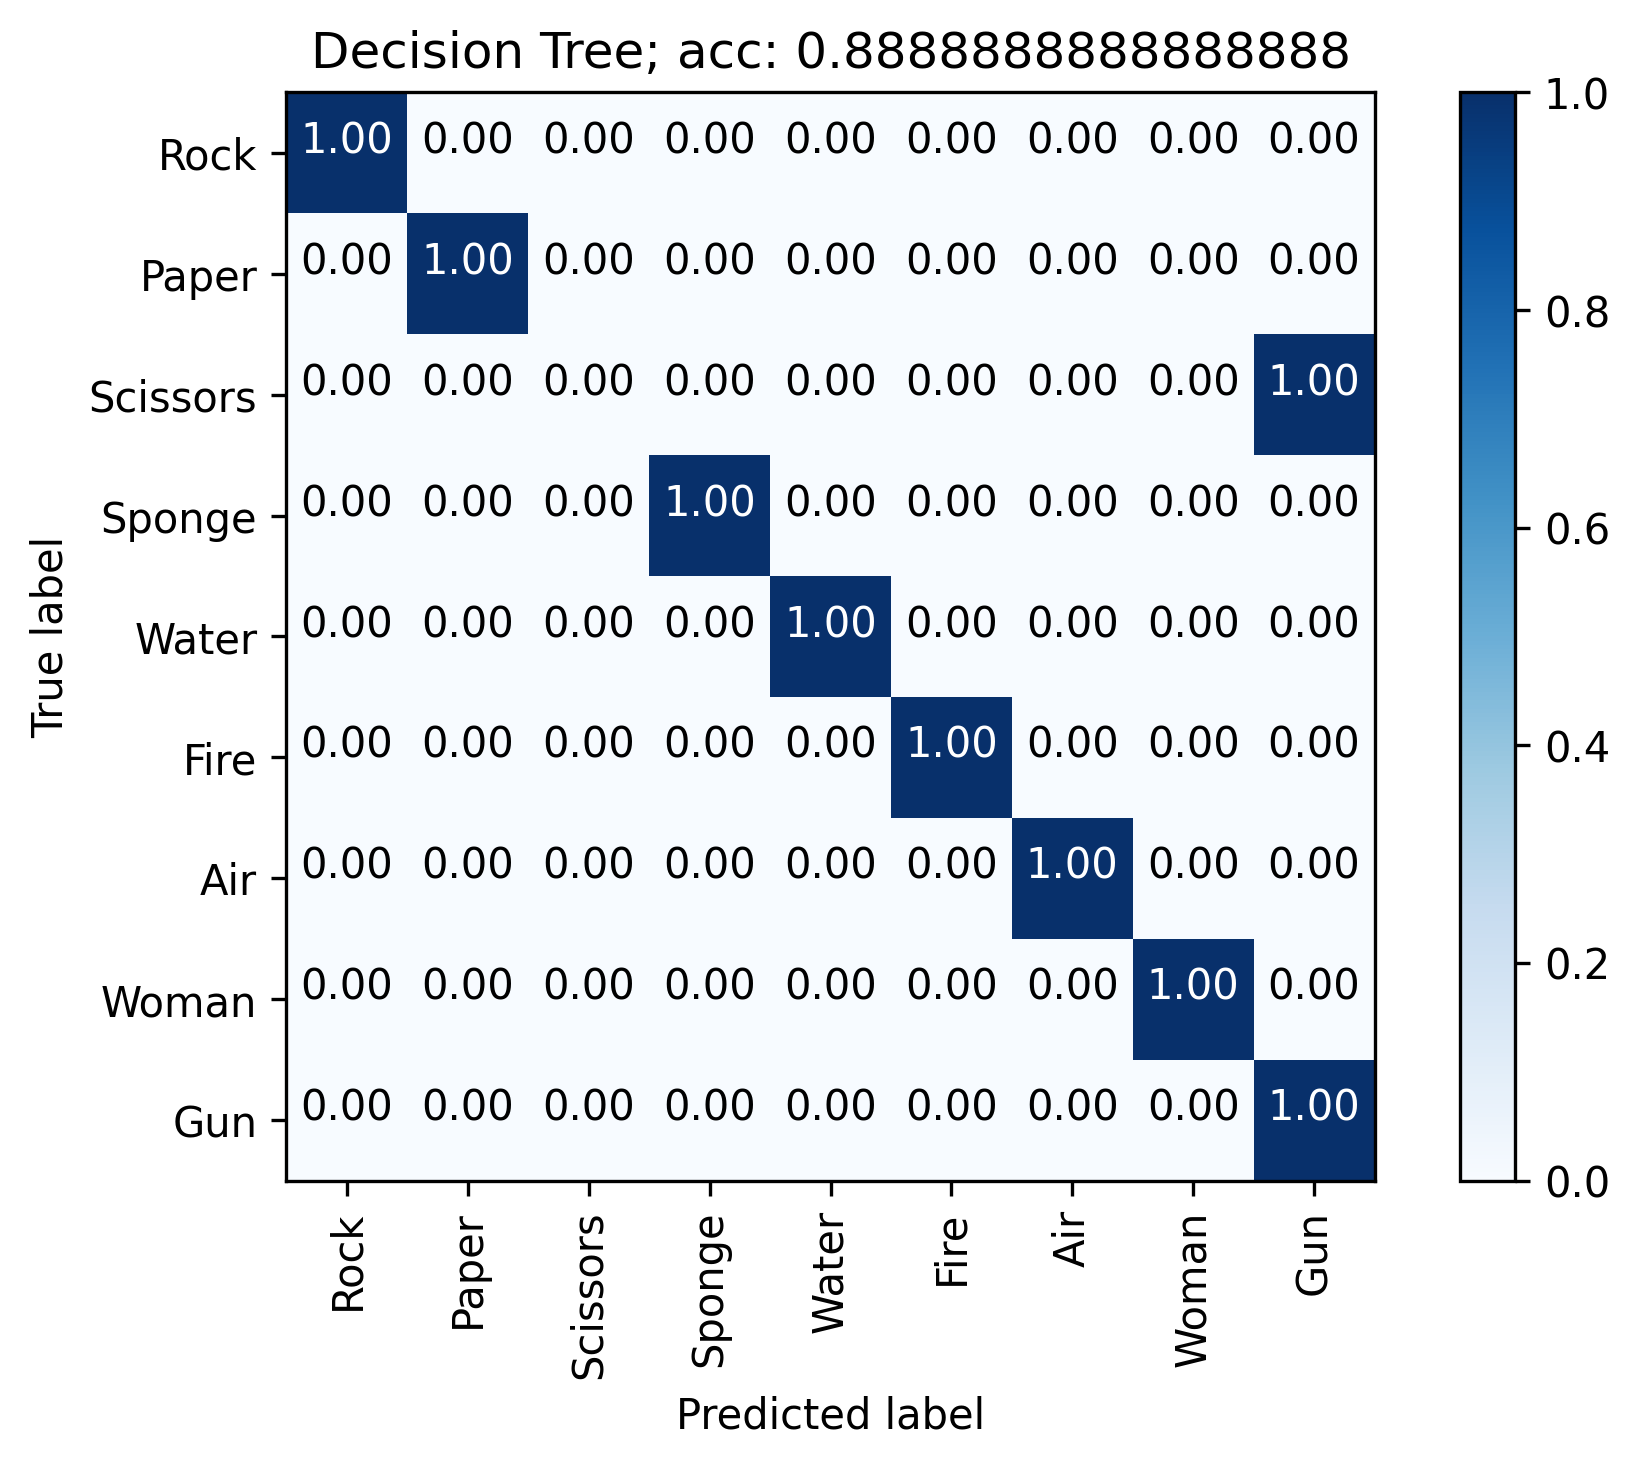 Decision Tree; acc: 0.8888888888888888
Rock 1.00 0.00 0.00 0.00 0.00 0.00 0.00 0.00 0.00
Paper 0.00 1.00 0.00 0.00 0.00 0.00 0.00 0.00 0.00
Scissors 0.00 0.00 0.00 0.00 0.00 0.00 0.00 0.00 1.00
Sponge 0.00 0.00 0.00 1.00 0.00 0.00 0.00 0.00 0.00
Water 0.00 0.00 0.00 0.00 1.00 0.00 0.00 0.00 0.00
Fire 0.00 0.00 0.00 0.00 0.00 1.00 0.00 0.00 0.00
Air 0.00 0.00 0.00 0.00 0.00 0.00 1.00 0.00 0.00
Woman 0.00 0.00 0.00 0.00 0.00 0.00 0.00 1.00 0.00
Gun 0.00 0.00 0.00 0.00 0.00 0.00 0.00 0.00 1.00
True label
Rock Paper Scissors Sponge Water Fire Air Woman Gun
Predicted label
1.0
0.8
0.6
0.4
0.2
0.0